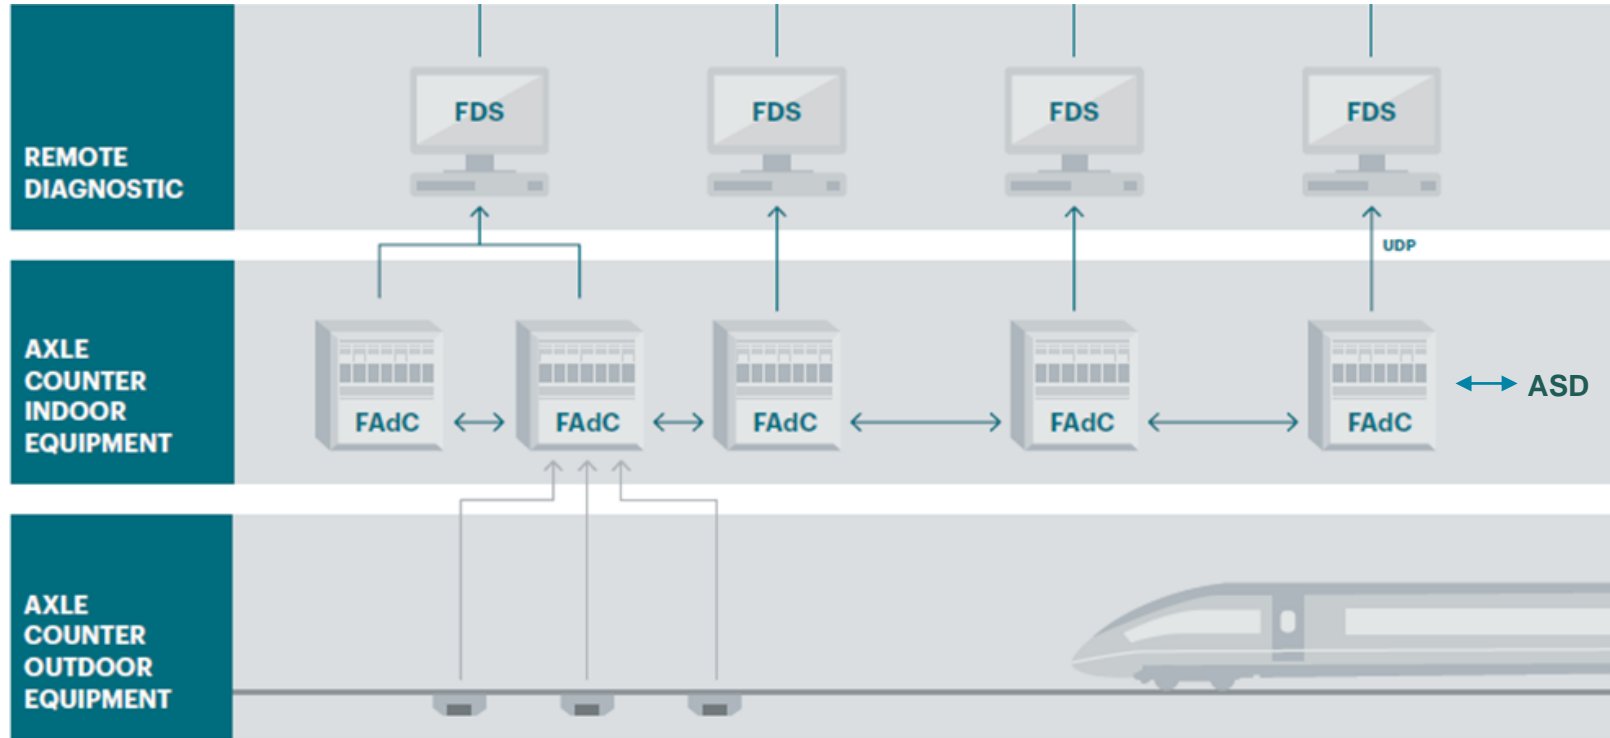 REMOTE
DIAGNOSTIC
FDS
FDS
FDS
FDS
UDP
AXLE
COUNTER
INDOOR
EQUIPMENT
FAdC
FAdC
FAdC
FAdC
FAdC
ASD
AXLE
COUNTER
OUTDOOR
EQUIPMENT